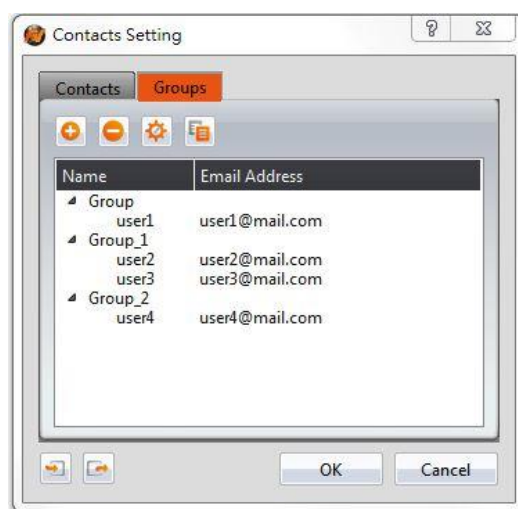 Contacts Setting
Contacts Groups
Name Email Address
Group
user1 user1@mail.com
Group_1
user2 user2@mail.com
user3 user3@mail.com
Group_2
user4 user4@mail.com
OK Cancel